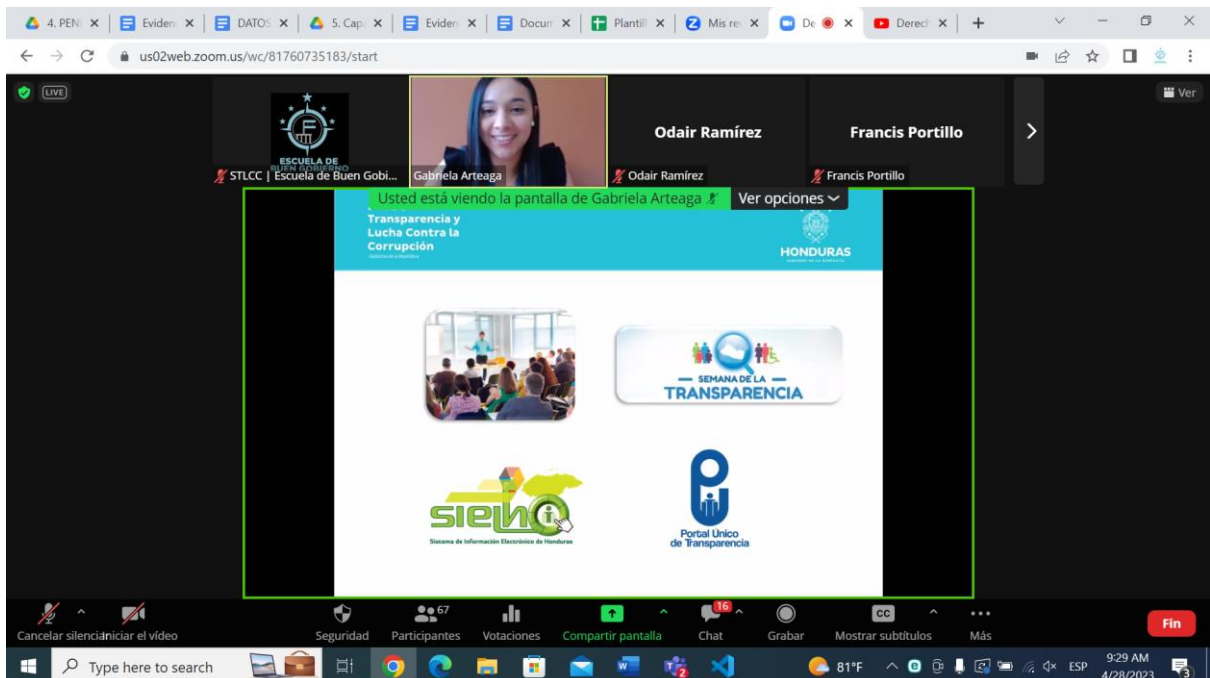 4. PEN
Eviden
DATOS
5. Capa
Eviden
Docum
Plantill
Mis re
De
Derech
us02web.zoom.us/wc/81760735183/start
LIVE
Ver
ESCUELA DE
BUEN GOBIERNO
Odair Ramírez
Francis Portillo
STLCC | Escuela de Buen Gobi...
Gabriela Arteaga
Odair Ramírez
Francis Portillo
Usted está viendo la pantalla de Gabriela Arteaga
Ver opciones
Transparencia y
Lucha Contra la
Corrupción
HONDURAS
SEMANA DE LA
TRANSPARENCIA
sielho
Sistema de Información Electrónico de Honduras
Portal Único
de Transparencia
67
16
CC
Cancelar silenciar
Iniciar el vídeo
Seguridad
Participantes
Votaciones
Compartir pantalla
Chat
Grabar
Mostrar subtítulos
Más
Fin
Type here to search
81°F
ESP
9:29 AM
4/28/2023
3